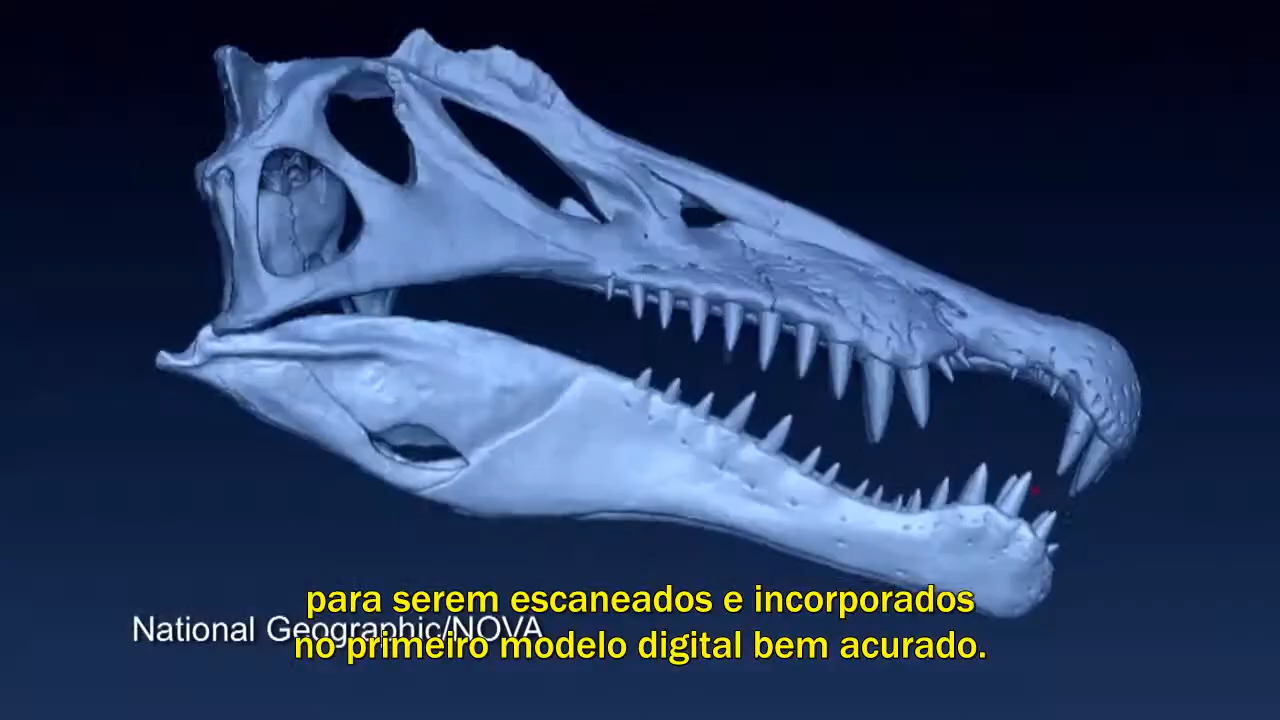 para serem escaneados e incorporados
National Geographic/NOVA
no primeiro modelo digital bem acurado.